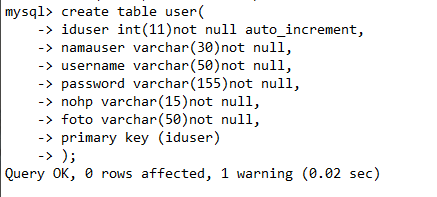 mysql> create table user(
    -> iduser int(11)not null auto_increment,
    -> namauser varchar(30)not null,
    -> username varchar(50)not null,
    -> password varchar(155)not null,
    -> nohp varchar(15)not null,
    -> foto varchar(50)not null,
    -> primary key (iduser)
    -> );
Query OK, 0 rows affected, 1 warning (0.02 sec)